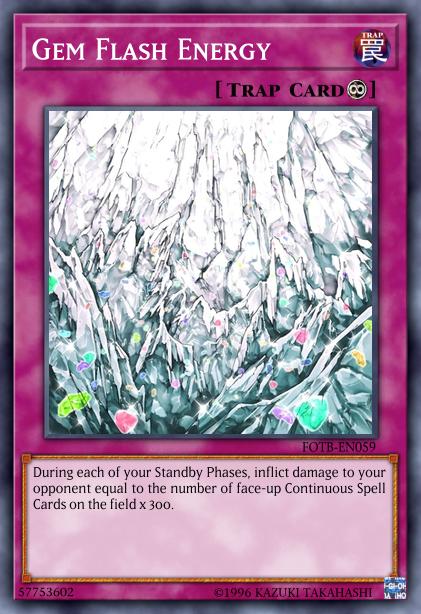 GEM FLASH ENERGY
TRAP
罠
[ TRAP CARD ]
FOTB-EN059
During each of your Standby Phases, inflict damage to your
opponent equal to the number of face-up Continuous Spell
Cards on the field x 300.
57753602
©1996 KAZUKI TAKAHASHI